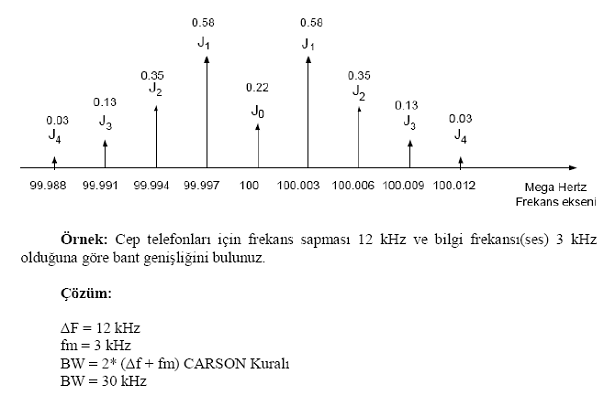 0.58 0.58
J1 J1
0.35 0.35
J2 J2
0.22
J0
0.13 0.13
J3 J3
0.03 0.03
J4 J4
99.988 99.991 99.994 99.997 100 100.003 100.006 100.009 100.012
Mega Hertz
Frekans ekseni
Örnek: Cep telefonları için frekans sapması 12 kHz ve bilgi frekansı(ses) 3 kHz
olduğuna göre bant genişliğini bulunuz.
Çözüm:
ΔF = 12 kHz
fm = 3 kHz
BW = 2* (Δf + fm) CARSON Kuralı
BW = 30 kHz